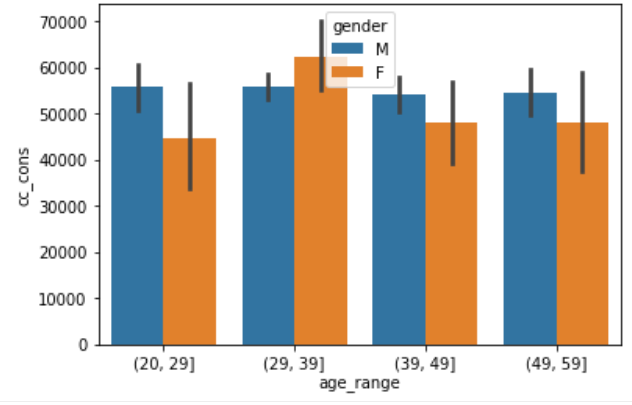 70000
60000
50000
40000
30000
20000
10000
0
cc_cons
gender
M
F
(20, 29]
(29, 39]
(39, 49]
(49, 59]
age_range